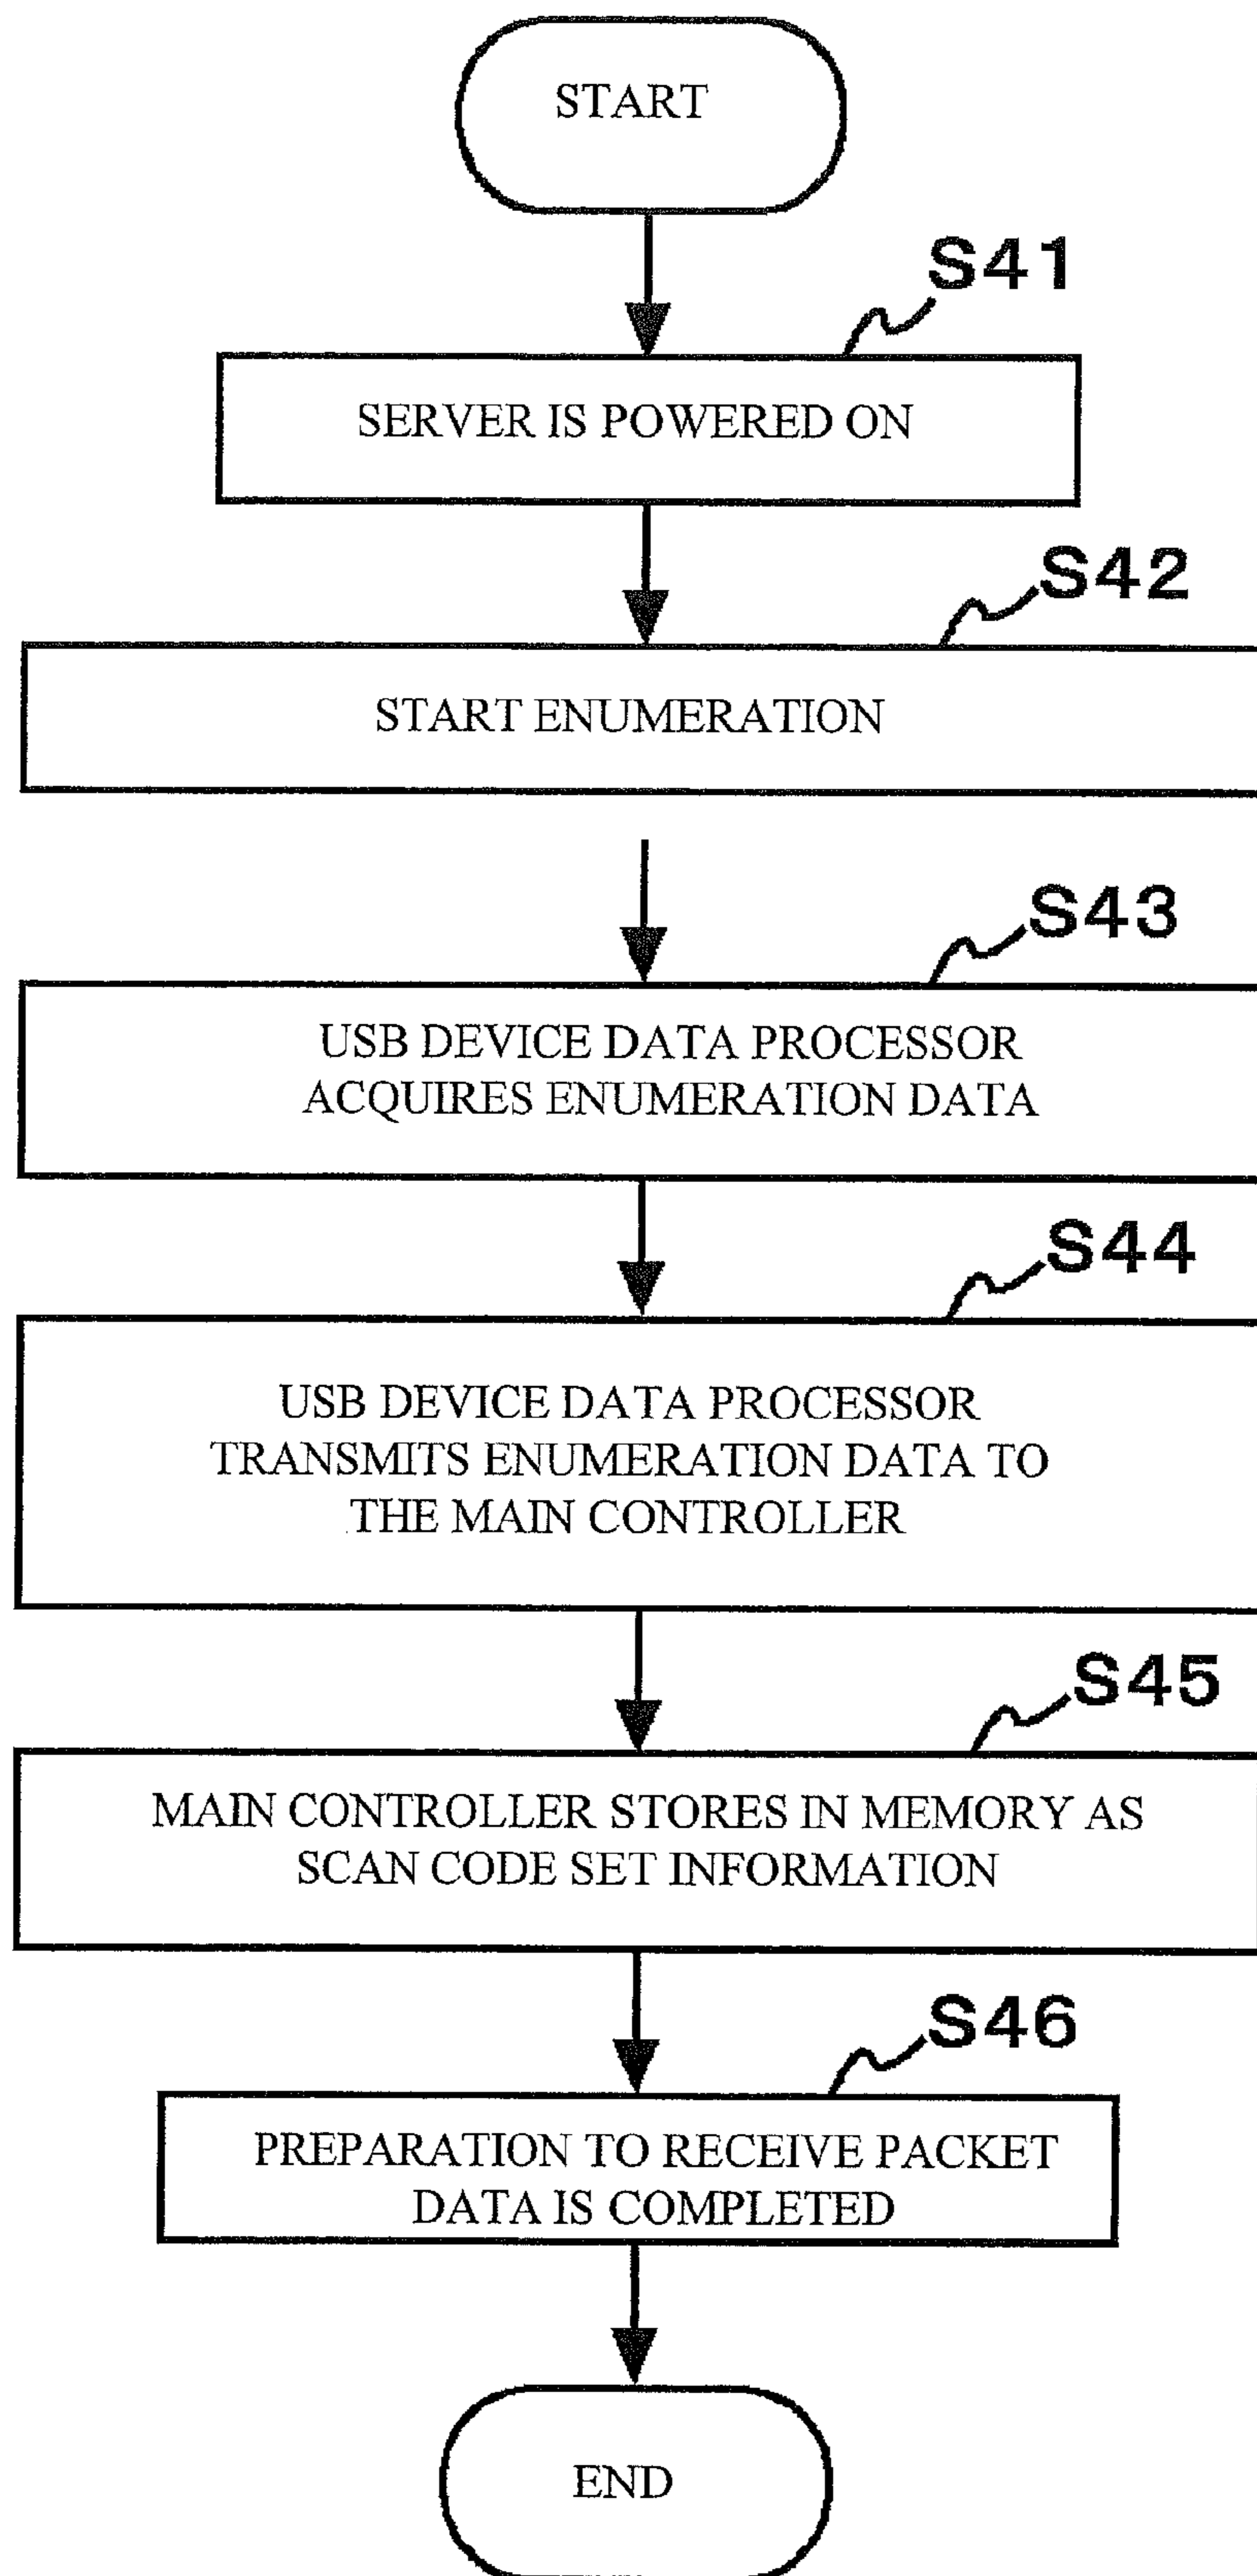 START
S41
SERVER IS POWERED ON
S42
START ENUMERATION
S43
USB DEVICE DATA PROCESSOR
ACQUIRES ENUMERATION DATA
S44
USB DEVICE DATA PROCESSOR
TRANSMITS ENUMERATION DATA TO
THE MAIN CONTROLLER
S45
MAIN CONTROLLER STORES IN MEMORY AS
SCAN CODE SET INFORMATION
S46
PREPARATION TO RECEIVE PACKET
DATA IS COMPLETED
END